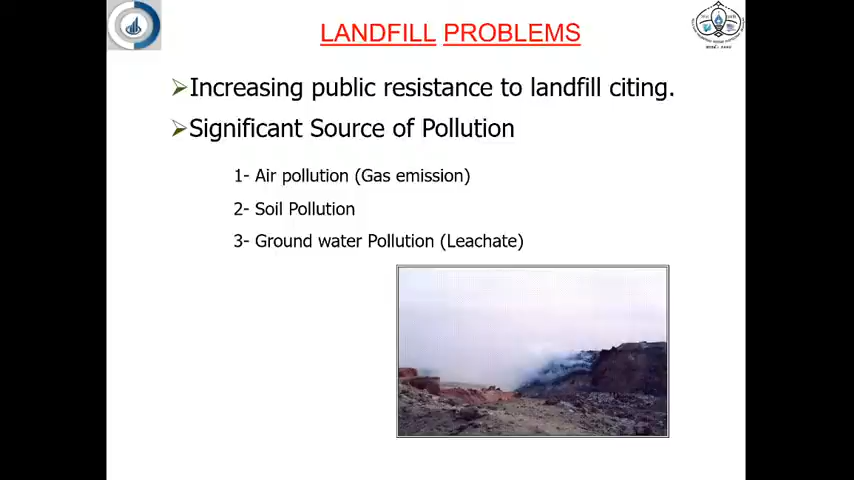 LANDFILL PROBLEMS
Increasing public resistance to landfill citing.
Significant Source of Pollution
1- Air pollution (Gas emission)
2- Soil Pollution
3- Ground water Pollution (Leachate)